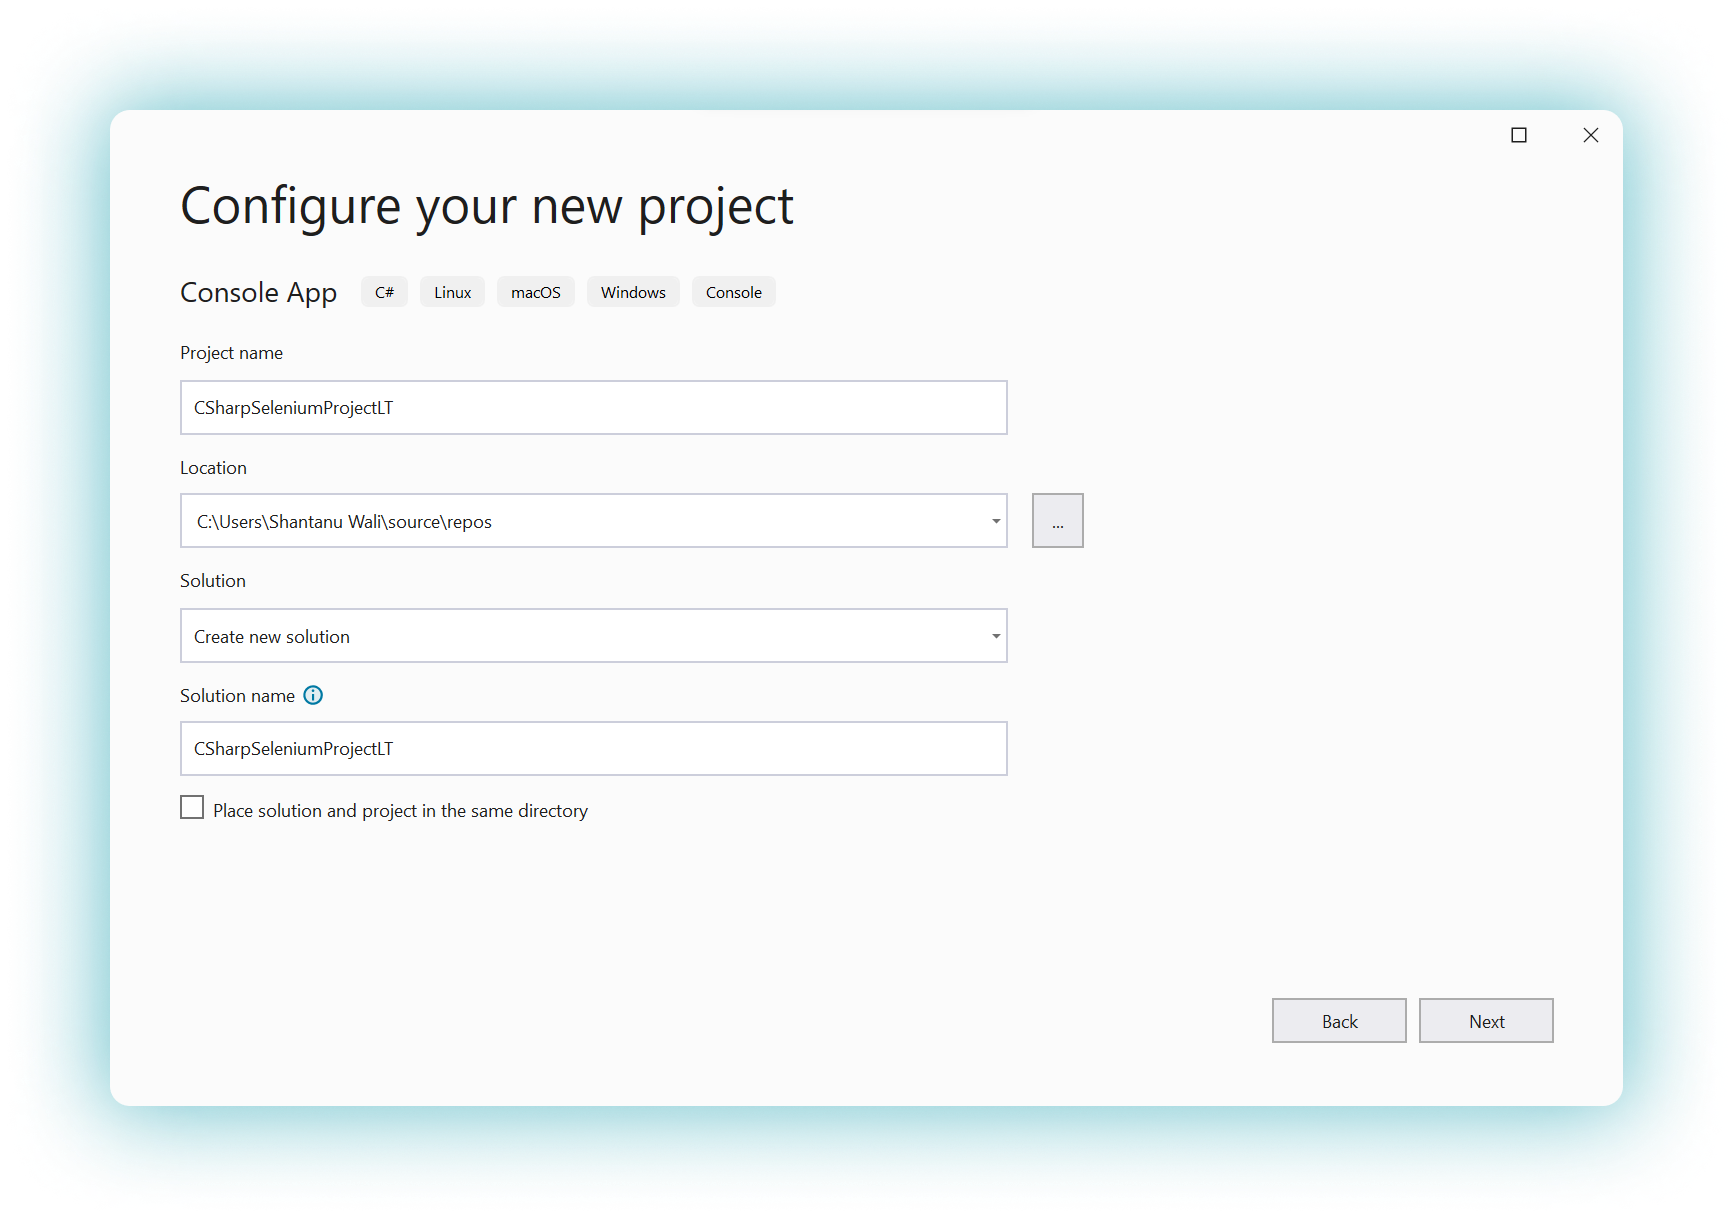 Configure your new project
Console App C# Linux macOS Windows Console
Project name
CSharpSeleniumProjectLT
Location
C:\Users\Shantanu Wali\source\repos
...
Solution
Create new solution
Solution name
CSharpSeleniumProjectLT
Place solution and project in the same directory
Back Next